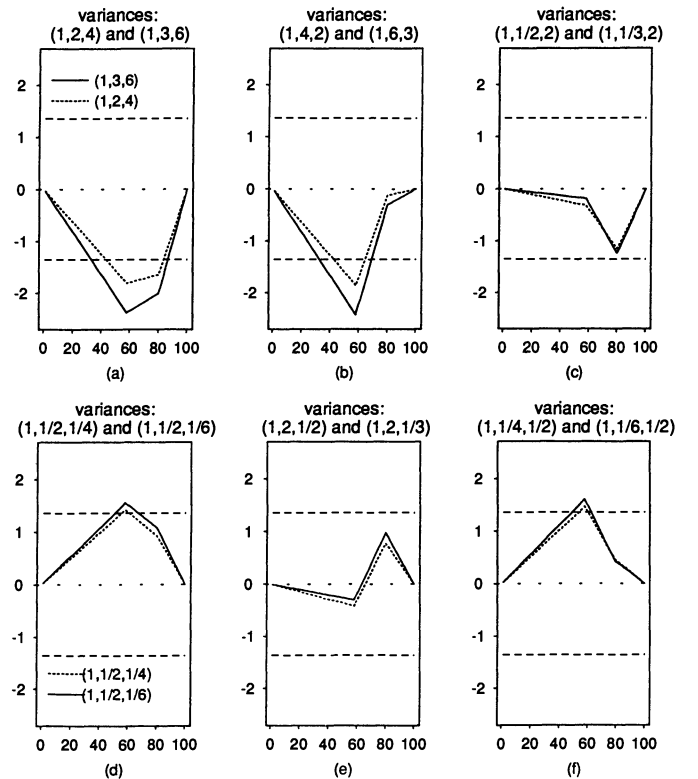 variances:
(1,2,4) and (1,3,6)
variances:
(1,4,2) and (1,6,3)
variances:
(1,1/2,2) and (1,1/3,2)
2
1
0
-1
-2
(1,3,6)
(1,2,4)
0 20 40 60 80 100
(a)
2
1
0
-1
-2
0 20 40 60 80 100
(b)
2
1
0
-1
-2
0 20 40 60 80 100
(c)
variances:
(1,1/2,1/4) and (1,1/2,1/6)
variances:
(1,2,1/2) and (1,2,1/3)
variances:
(1,1/4,1/2) and (1,1/6,1/2)
2
1
0
-1
-2
(1,1/2,1/4)
(1,1/2,1/6)
0 20 40 60 80 100
(d)
2
1
0
-1
-2
0 20 40 60 80 100
(e)
2
1
0
-1
-2
0 20 40 60 80 100
(f)